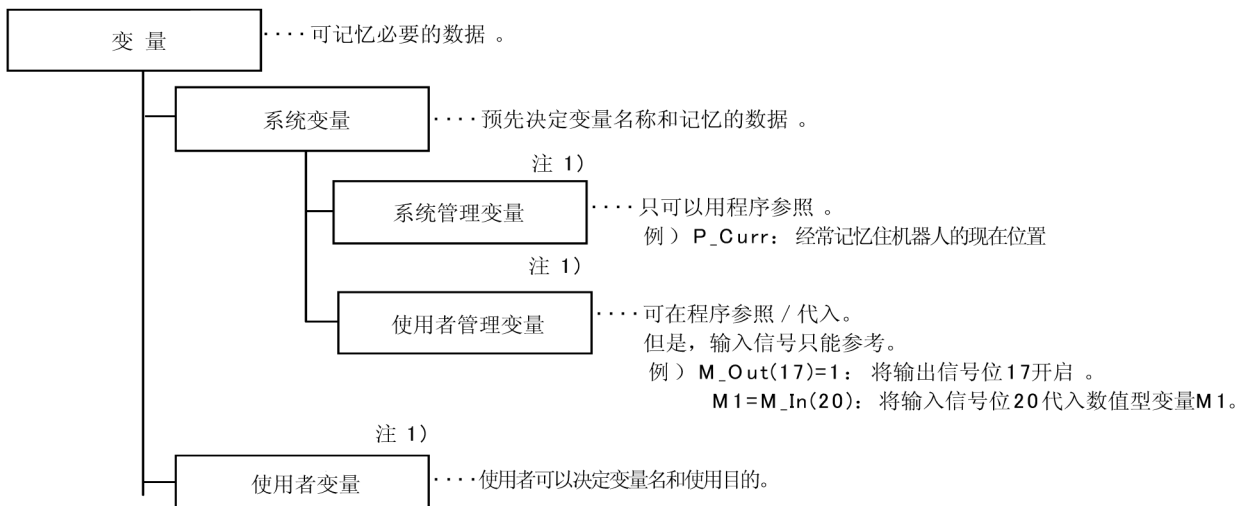 变 量 ····可记忆必要的数据 。
系统变量 ····预先决定变量名称和记忆的数据 。
注 1)
系统管理变量 ····只可以用程序参照 。
例 ) P_Curr: 经常记忆住机器人的现在位置
注 1)
使用者管理变量 ····可在程序参照 / 代入。
但是，输入信号只能参考。
例 ) M_Out(17)=1: 将输出信号位17开启 。
M1=M_In(20): 将输入信号位20代入数值型变量M1。
注 1)
使用者变量 ····使用者可以决定变量名和使用目的。